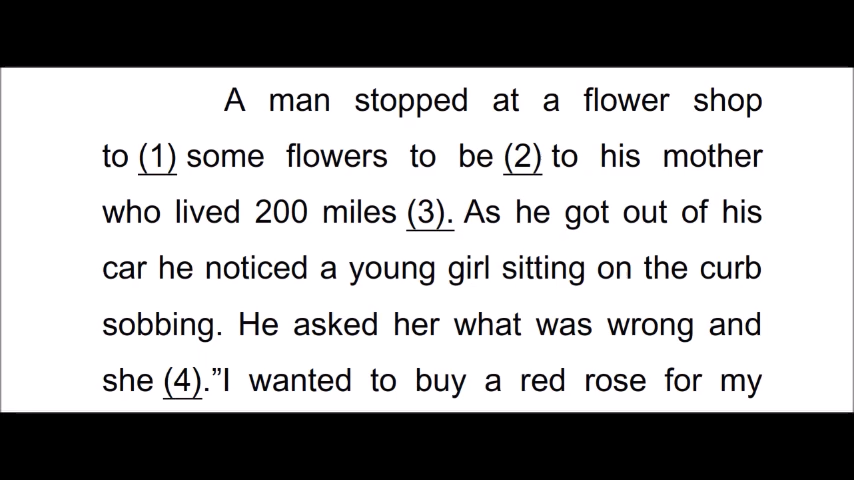 A man stopped at a flower shop
to (1) some flowers to be (2) to his mother
who lived 200 miles (3). As he got out of his
car he noticed a young girl sitting on the curb
sobbing. He asked her what was wrong and
she (4).”I wanted to buy a red rose for my